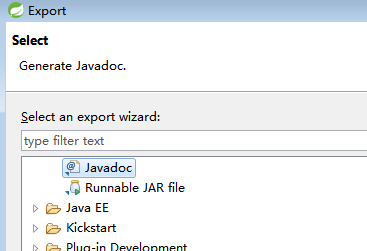 Export
Select
Generate Javadoc.
Select an export wizard:
type filter text
Javadoc
Runnable JAR file
Java EE
Kickstart
Plug-in Development